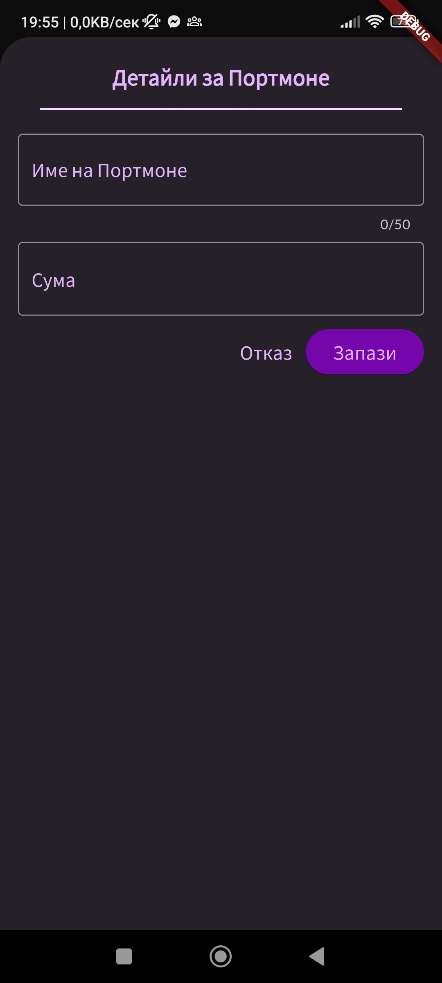 19:55 | 0,0KB/сек
DEBUG
Детайли за Портмоне
Име на Портмоне
0/50
Сума
Отказ
Запази